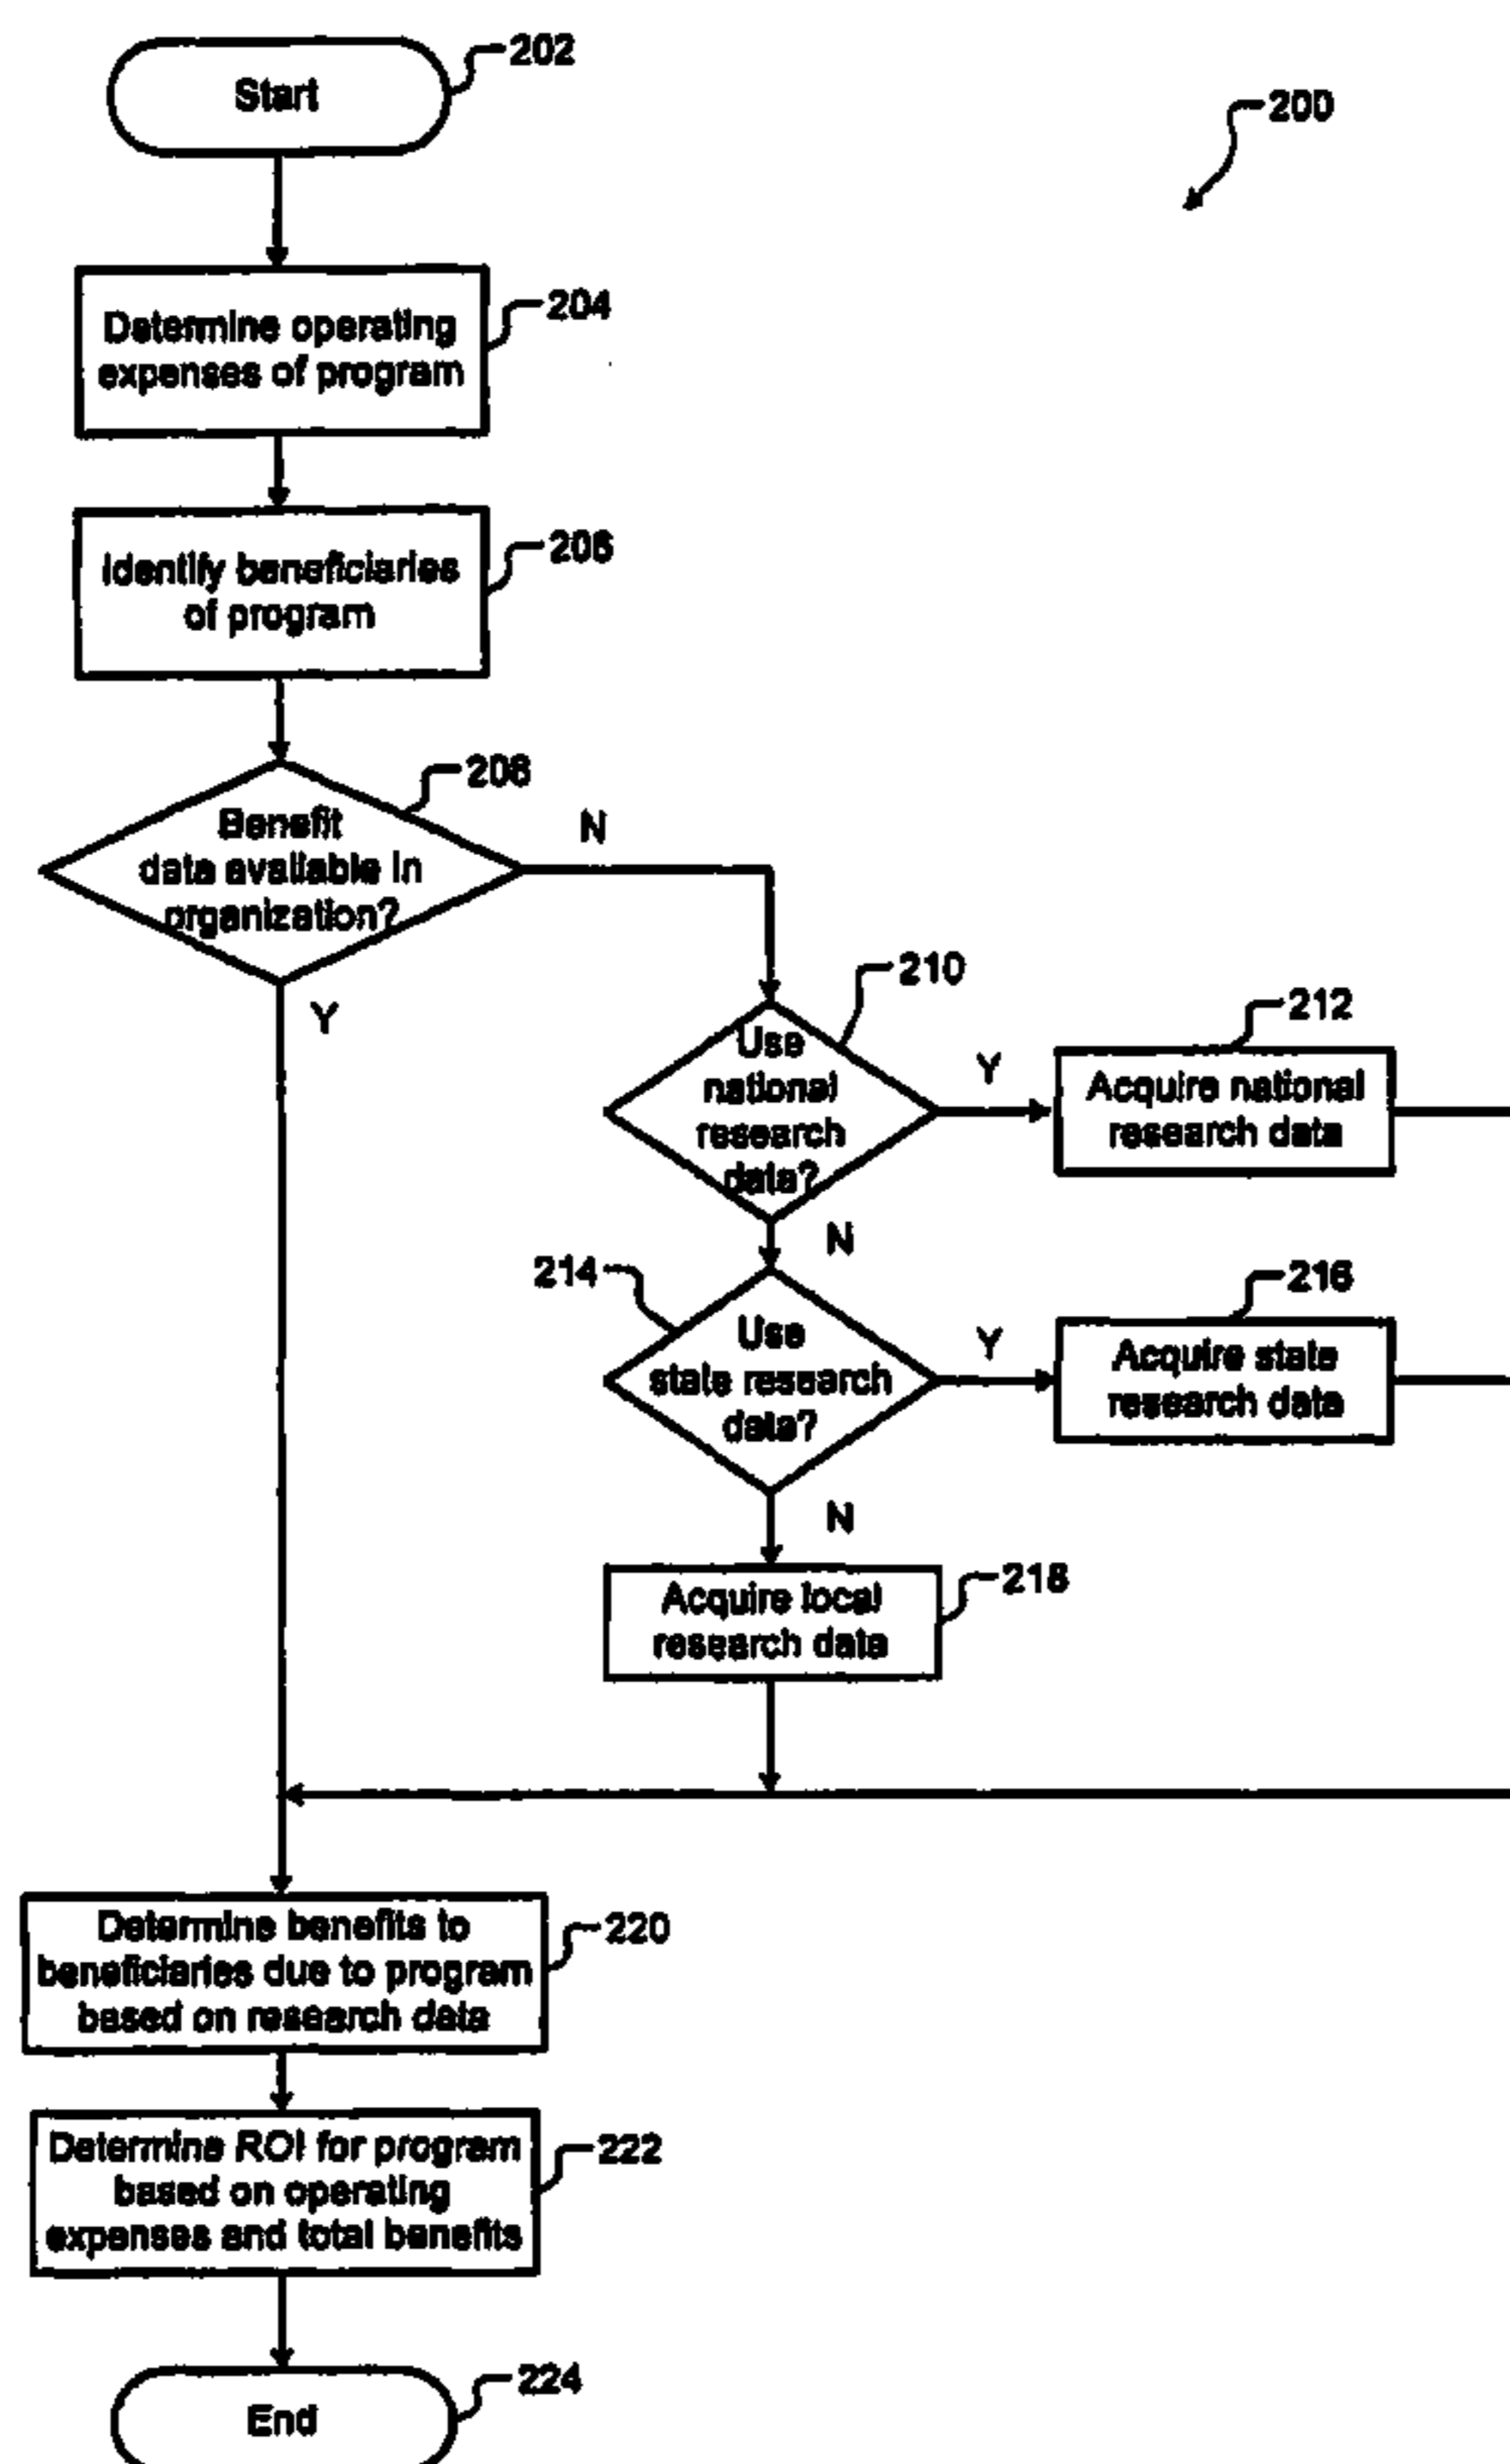 Start
202
200
Determine operating
expenses of program
204
Identify beneficiaries
of program
206
Benefit
data available in
organization?
208
N
Y
Use
national
research
data?
210
Y
Acquire national
research data
212
N
214
Use
state research
data?
Y
Acquire state
research data
216
N
Acquire local
research data
218
Determine benefits to
beneficiaries due to program
based on research data
220
Determine ROI for program
based on operating
expenses and total benefits
222
End
224